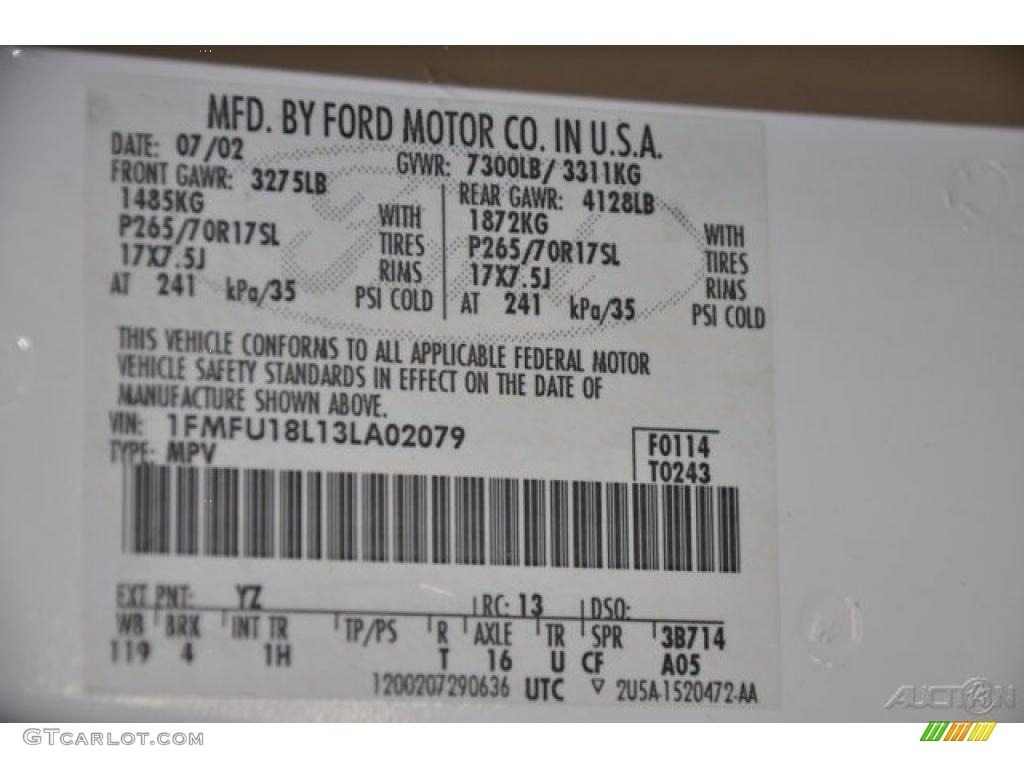 MFD. BY FORD MOTOR CO. IN U.S.A.
DATE: 07/02 GVWR: 7300LB/ 3311KG
FRONT GAWR: 3275LB REAR GAWR: 4128LB
1485KG WITH 1872KG WITH
P265/70R17SL TIRES P265/70R17SL TIRES
17X7.5J RIMS 17X7.5J RIMS
AT 241 kPa/35 PSI COLD AT 241 kPa/35 PSI COLD
THIS VEHICLE CONFORMS TO ALL APPLICABLE FEDERAL MOTOR
VEHICLE SAFETY STANDARDS IN EFFECT ON THE DATE OF
MANUFACTURE SHOWN ABOVE.
VIN: 1FMFU18L13LA02079 F0114
TYPE: MPV T0243
EXT PNT: YZ RC: 13 DSO:
WB BRK INT TR TP/PS R AXLE TR SPR 3B714
119 4 1H T 16 U CF A05
1200207290636 UTC ▽ 2U5A-1520472-AA
AUCTION
GTCARLOT.COM